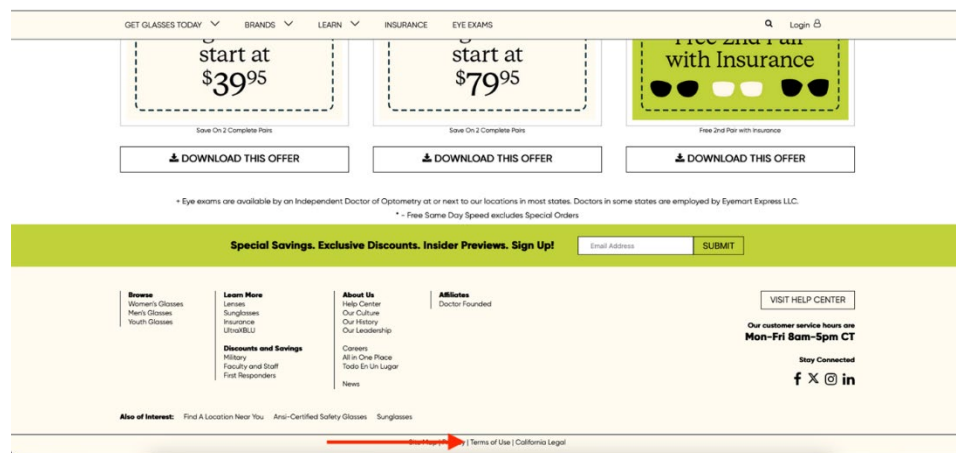 GET GLASSES TODAY BRANDS LEARN INSURANCE EYE EXAMS Login
start at
$39⁹⁵
Save On 2 Complete Pairs
DOWNLOAD THIS OFFER
start at
$79⁹⁵
Save On 2 Complete Pairs
DOWNLOAD THIS OFFER
Free 2nd Pair
with Insurance
Free 2nd Pair with Insurance
DOWNLOAD THIS OFFER
+ Eye exams are available by an Independent Doctor of Optometry at or next to our locations in most states. Doctors in some states are employed by Eyemart Express LLC.
* - Free Same Day Speed excludes Special Orders
Special Savings. Exclusive Discounts. Insider Previews. Sign Up! Email Address SUBMIT
Browse
Women's Glasses
Men's Glasses
Youth Glasses
Learn More
Lenses
Sunglasses
Insurance
UltraXBLU
Discounts and Savings
Military
Faculty and Staff
First Responders
About Us
Help Center
Our Culture
Our History
Our Leadership
Careers
All in One Place
Todo En Un Lugar
News
Affiliates
Doctor Founded
VISIT HELP CENTER
Our customer service hours are
Mon-Fri 8am-5pm CT
Stay Connected
Also of Interest: Find A Location Near You Ansi-Certified Safety Glasses Sunglasses
| Terms of Use | California Legal